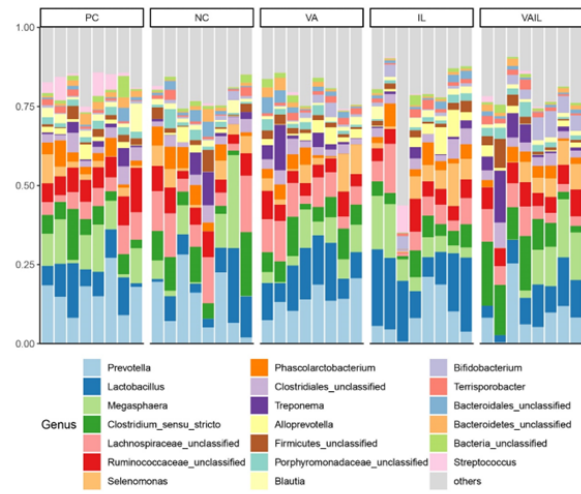 PC NC VA IL VAIL
1.00
0.75
0.50
0.25
0.00
Genus
Prevotella
Lactobacillus
Megasphaera
Clostridium_sensu_stricto
Lachnospiraceae_unclassified
Ruminococcaceae_unclassified
Selenomonas
Phascolarctobacterium
Clostridiales_unclassified
Treponema
Alloprevotella
Firmicutes_unclassified
Porphyromonadaceae_unclassified
Blautia
Bifidobacterium
Terrisporobacter
Bacteroidales_unclassified
Bacteroidetes_unclassified
Bacteria_unclassified
Streptococcus
others